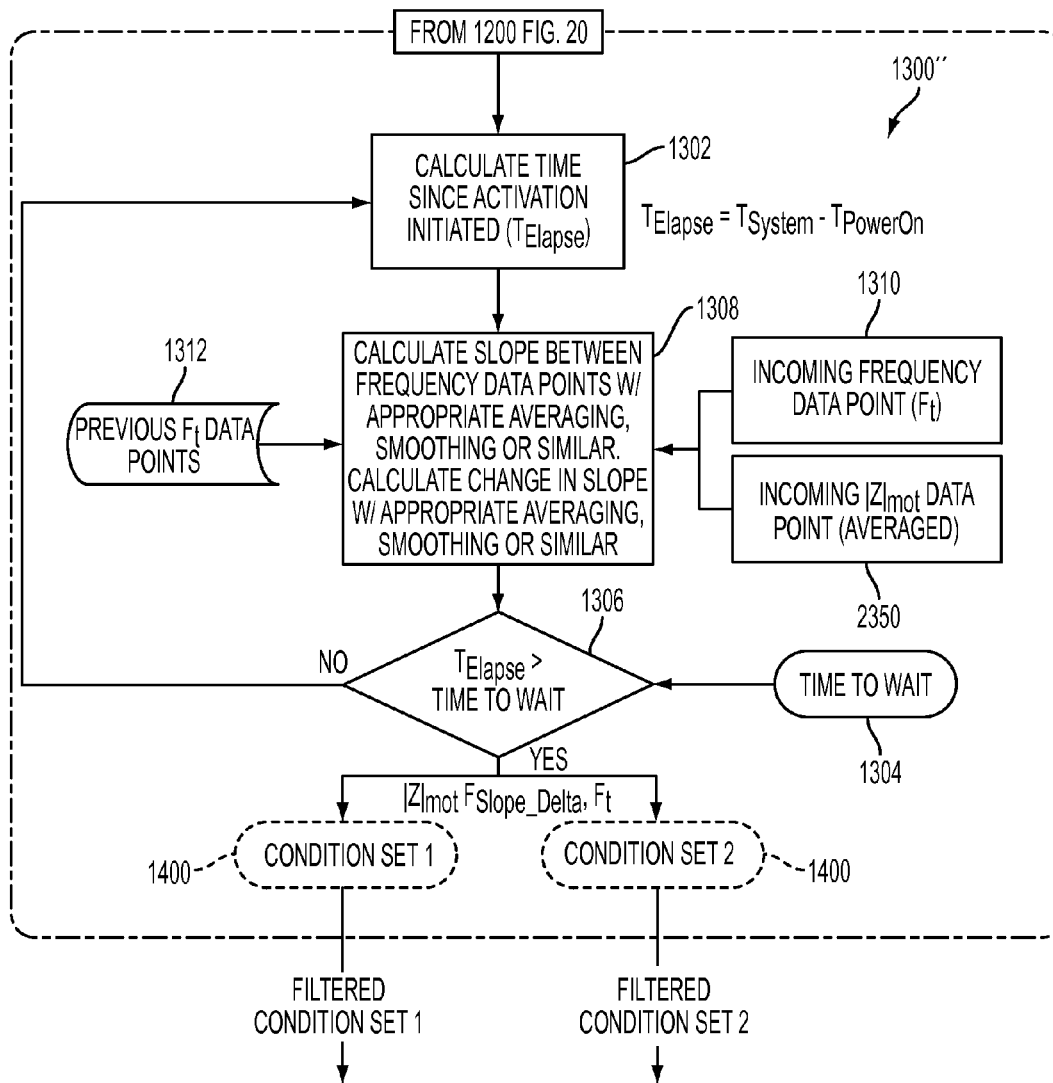 FROM 1200 FIG. 20
1300′′
1302
CALCULATE TIME
SINCE ACTIVATION
INITIATED (TElapse)
TElapse = TSystem - TPowerOn
1308
1310
CALCULATE SLOPE BETWEEN
FREQUENCY DATA POINTS W/
APPROPRIATE AVERAGING,
SMOOTHING OR SIMILAR.
CALCULATE CHANGE IN SLOPE
W/ APPROPRIATE AVERAGING,
SMOOTHING OR SIMILAR
INCOMING FREQUENCY
DATA POINT (Ft)
1312
PREVIOUS Ft DATA
POINTS
INCOMING |Z|mot DATA
POINT (AVERAGED)
2350
1306
NO
TElapse >
TIME TO WAIT
TIME TO WAIT
1304
YES
|Z|mot FSlope_Delta, Ft
CONDITION SET 1
1400
CONDITION SET 2
1400
FILTERED
CONDITION SET 1
FILTERED
CONDITION SET 2